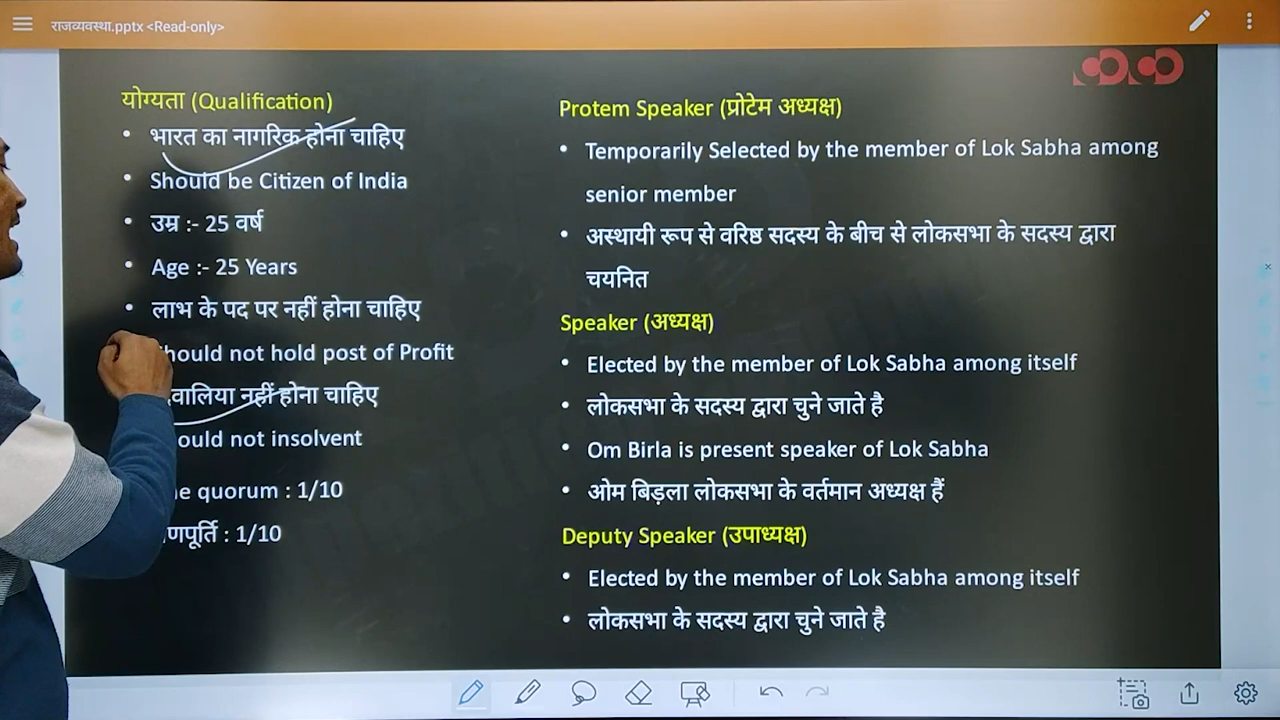 राजव्यवस्था.pptx <Read-only>
योग्यता (Qualification)
भारत का नागरिक होना चाहिए
Should be Citizen of India
उम्र :- 25 वर्ष
Age :- 25 Years
लाभ के पद पर नहीं होना चाहिए
hould not hold post of Profit
वालिया नहीं होना चाहिए
ould not insolvent
e quorum : 1/10
णपूर्ति : 1/10
Protem Speaker (प्रोटेम अध्यक्ष)
Temporarily Selected by the member of Lok Sabha among
senior member
अस्थायी रूप से वरिष्ठ सदस्य के बीच से लोकसभा के सदस्य द्वारा
चयनित
Speaker (अध्यक्ष)
Elected by the member of Lok Sabha among itself
लोकसभा के सदस्य द्वारा चुने जाते है
Om Birla is present speaker of Lok Sabha
ओम बिड़ला लोकसभा के वर्तमान अध्यक्ष हैं
Deputy Speaker (उपाध्यक्ष)
Elected by the member of Lok Sabha among itself
लोकसभा के सदस्य द्वारा चुने जाते है